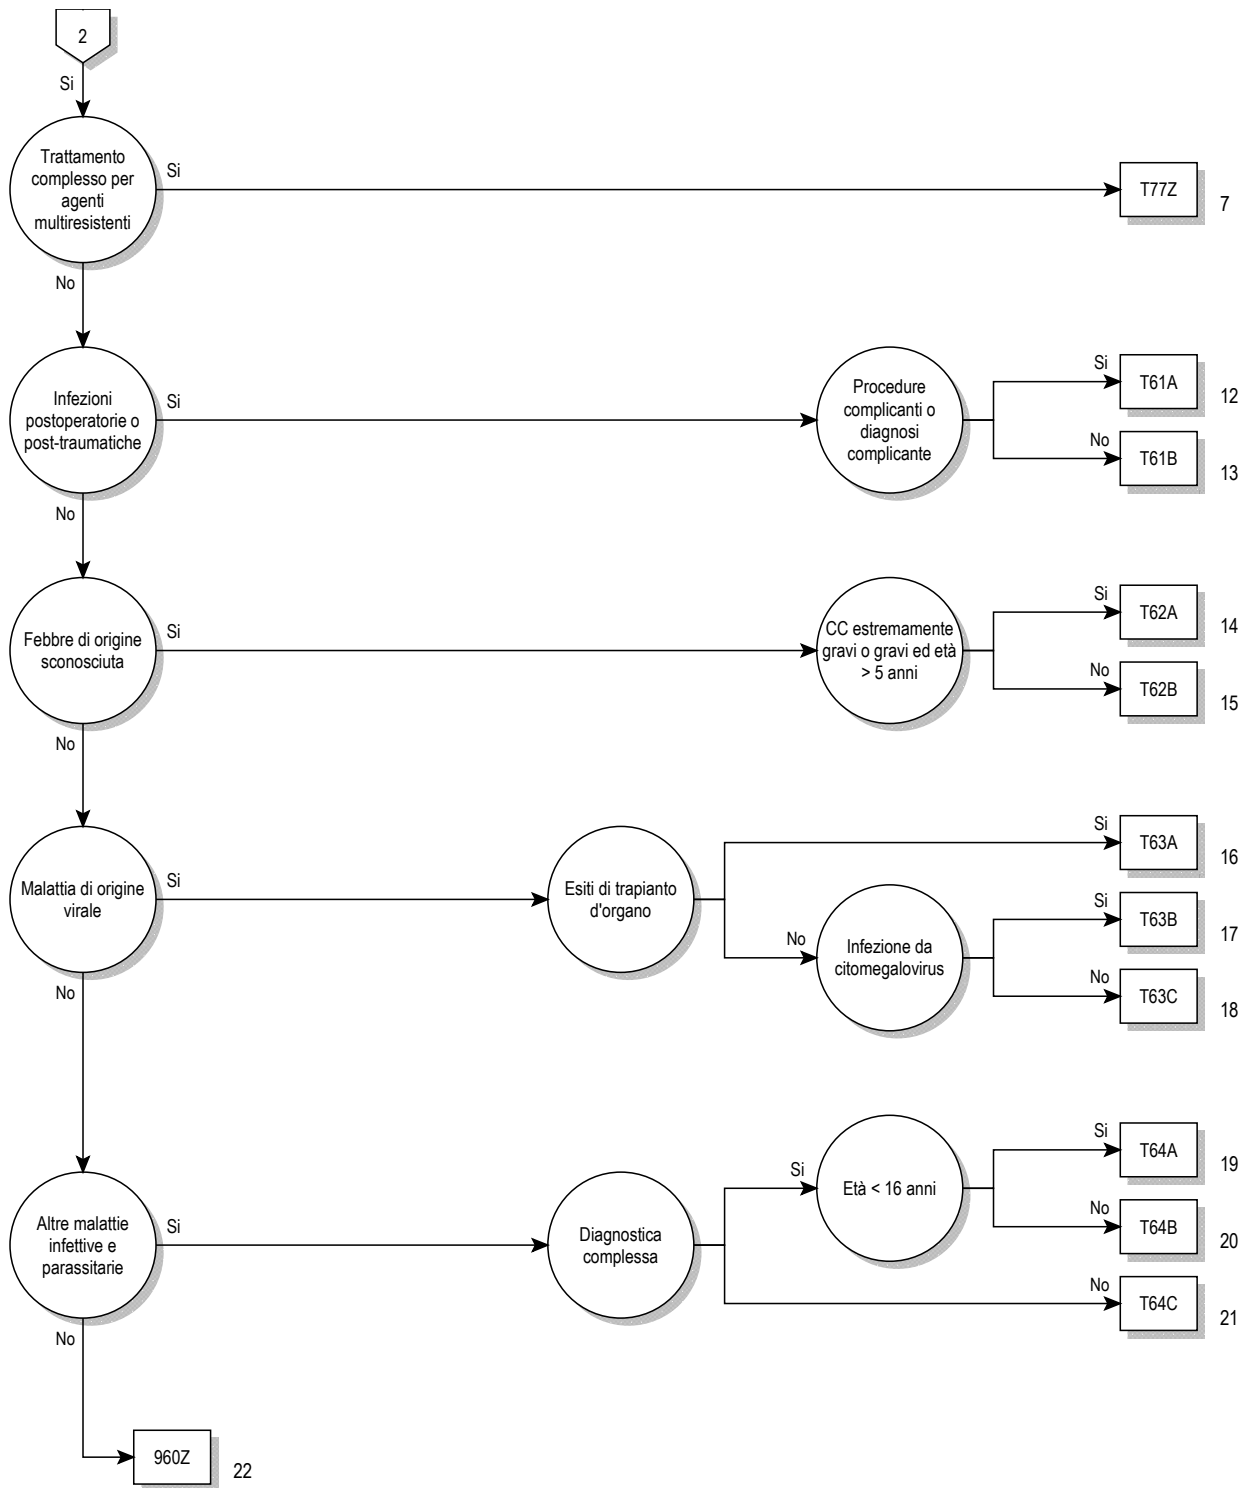 2
Si
Trattamento
complesso per
agenti
multiresistenti
Si
T77Z
7
No
Infezioni
postoperatorie o
post-traumatiche
Si
Procedure
complicanti o
diagnosi
complicante
Si
T61A
12
No
T61B
13
No
Febbre di origine
sconosciuta
Si
CC estremamente
gravi o gravi ed età
> 5 anni
Si
T62A
14
No
T62B
15
No
Malattia di origine
virale
Si
Esiti di trapianto
d'organo
Si
T63A
16
No
Infezione da
citomegalovirus
Si
T63B
17
No
T63C
18
No
Altre malattie
infettive e
parassitarie
Si
Diagnostica
complessa
Si
Età < 16 anni
Si
T64A
19
No
T64B
20
No
T64C
21
No
960Z
22